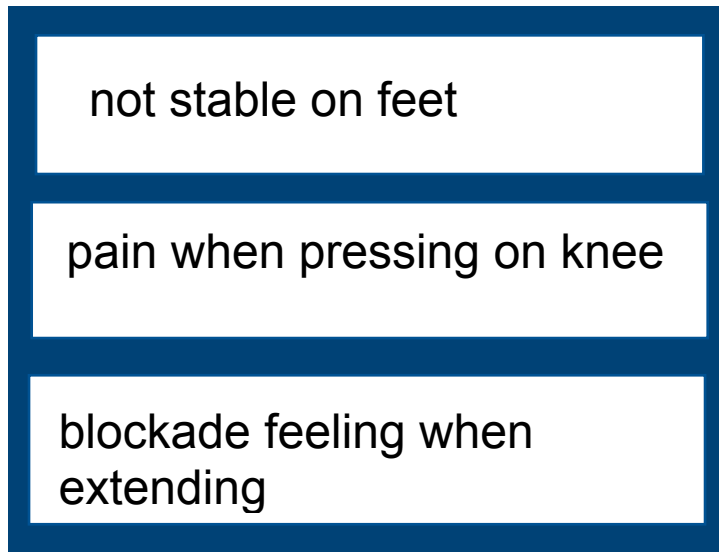 not stable on feet
pain when pressing on knee
blockade feeling when
extending